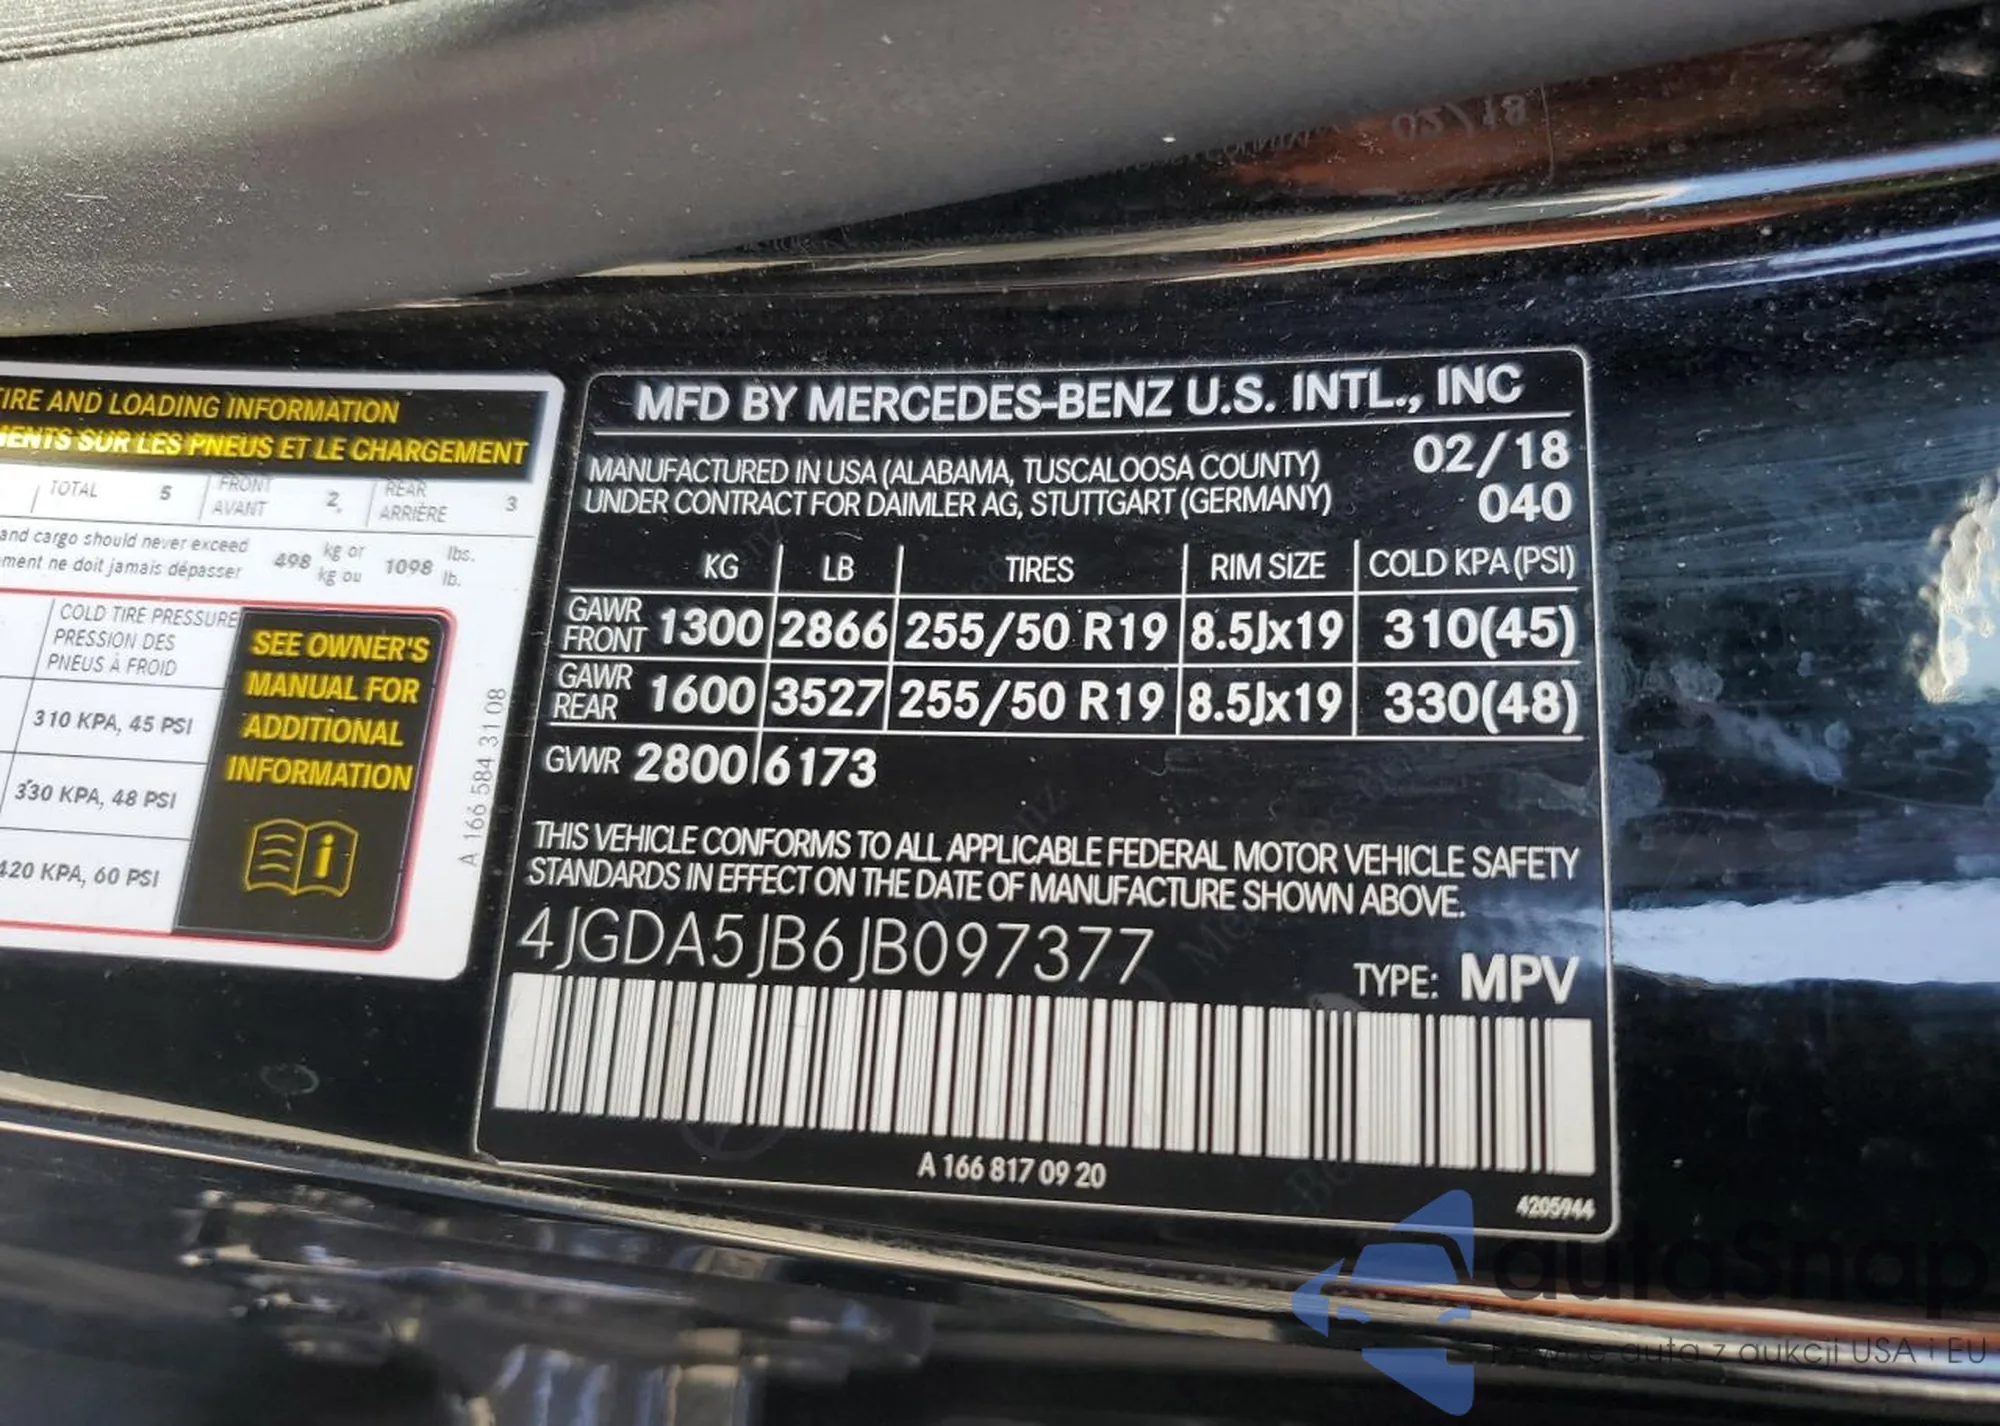 TIRE AND LOADING INFORMATION
MENTS SUR LES PNEUS ET LE CHARGEMENT
TOTAL 5 FRONT 2 REAR 3
AVANT ARRIÈRE
and cargo should never exceed 498 kg or 1098 lbs.
ment ne doit jamais dépasser kg ou lb.
COLD TIRE PRESSURE
PRESSION DES
PNEUS À FROID
310 KPA, 45 PSI
330 KPA, 48 PSI
420 KPA, 60 PSI
SEE OWNER'S
MANUAL FOR
ADDITIONAL
INFORMATION
A 166 584 31 08
MFD BY MERCEDES-BENZ U.S. INTL., INC
MANUFACTURED IN USA (ALABAMA, TUSCALOOSA COUNTY) 02/18
UNDER CONTRACT FOR DAIMLER AG, STUTTGART (GERMANY) 040
KG LB TIRES RIM SIZE COLD KPA (PSI)
GAWR FRONT 1300 2866 255/50 R19 8.5Jx19 310(45)
GAWR REAR 1600 3527 255/50 R19 8.5Jx19 330(48)
GVWR 2800 6173
THIS VEHICLE CONFORMS TO ALL APPLICABLE FEDERAL MOTOR VEHICLE SAFETY
STANDARDS IN EFFECT ON THE DATE OF MANUFACTURE SHOWN ABOVE.
4JGDA5JB6JB097377
TYPE: MPV
A 166 817 09 20
4205944
autaSnap
auta z aukcji USA i EU